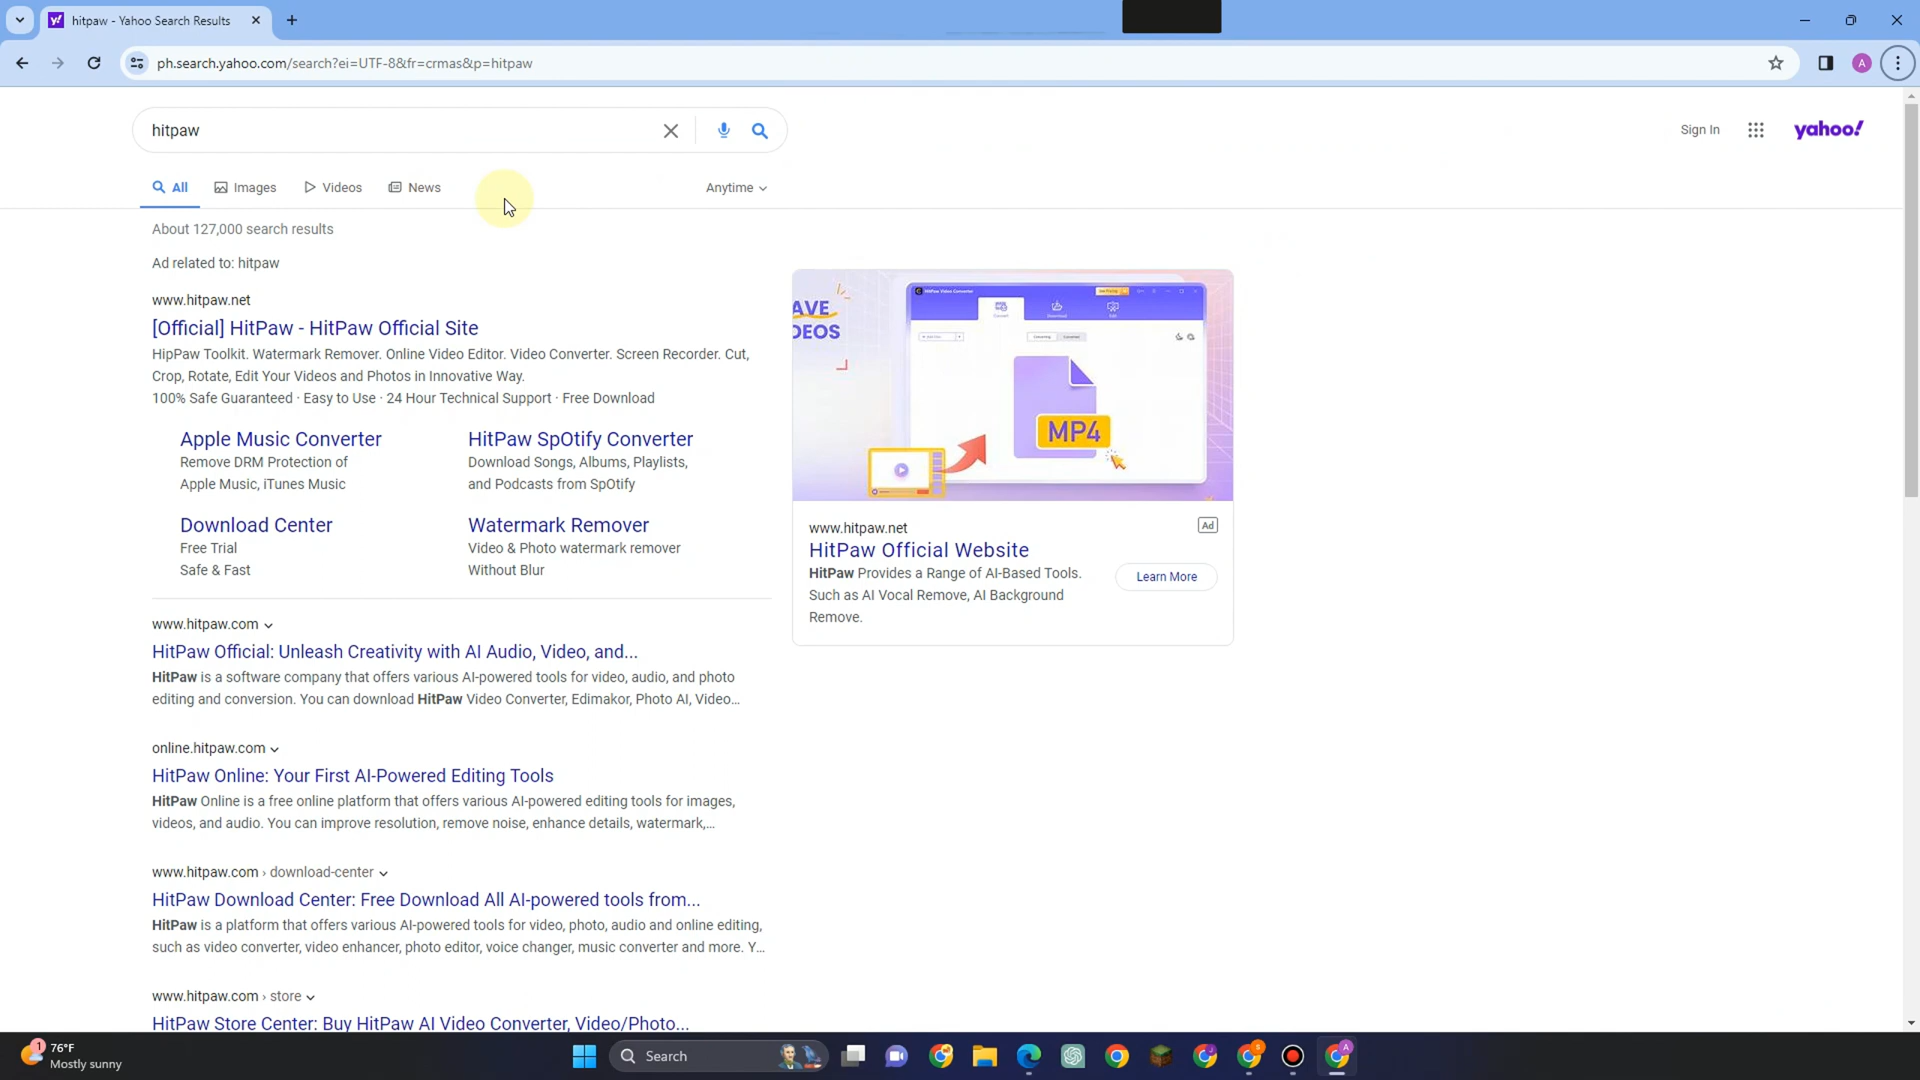 hitpaw - Yahoo Search Results
ph.search.yahoo.com/search?ei=UTF-8&fr=crmas&p=hitpaw
A
hitpaw
Sign In
yahoo!
All
Images
Videos
News
Anytime
About 127,000 search results
Ad related to: hitpaw
www.hitpaw.net
[Official] HitPaw - HitPaw Official Site
HipPaw Toolkit. Watermark Remover. Online Video Editor. Video Converter. Screen Recorder. Cut,
Crop, Rotate, Edit Your Videos and Photos in Innovative Way.
100% Safe Guaranteed · Easy to Use · 24 Hour Technical Support · Free Download
Apple Music Converter
Remove DRM Protection of
Apple Music, iTunes Music
HitPaw SpOtify Converter
Download Songs, Albums, Playlists,
and Podcasts from SpOtify
Download Center
Free Trial
Safe & Fast
Watermark Remover
Video & Photo watermark remover
Without Blur
www.hitpaw.com
HitPaw Official: Unleash Creativity with AI Audio, Video, and...
HitPaw is a software company that offers various AI-powered tools for video, audio, and photo
editing and conversion. You can download HitPaw Video Converter, Edimakor, Photo AI, Video...
online.hitpaw.com
HitPaw Online: Your First AI-Powered Editing Tools
HitPaw Online is a free online platform that offers various AI-powered editing tools for images,
videos, and audio. You can improve resolution, remove noise, enhance details, watermark,...
www.hitpaw.com › download-center
HitPaw Download Center: Free Download All AI-powered tools from...
HitPaw is a platform that offers various AI-powered tools for video, photo, audio and online editing,
such as video converter, video enhancer, photo editor, voice changer, music converter and more. Y...
www.hitpaw.com › store
HitPaw Store Center: Buy HitPaw AI Video Converter, Video/Photo...
AVE
DEOS
HitPaw Video Converter
Convert
Download
Edit
MP4
www.hitpaw.net
Ad
HitPaw Official Website
HitPaw Provides a Range of AI-Based Tools.
Such as AI Vocal Remove, AI Background
Remove.
Learn More
1
76°F
Mostly sunny
Search
J
S
A